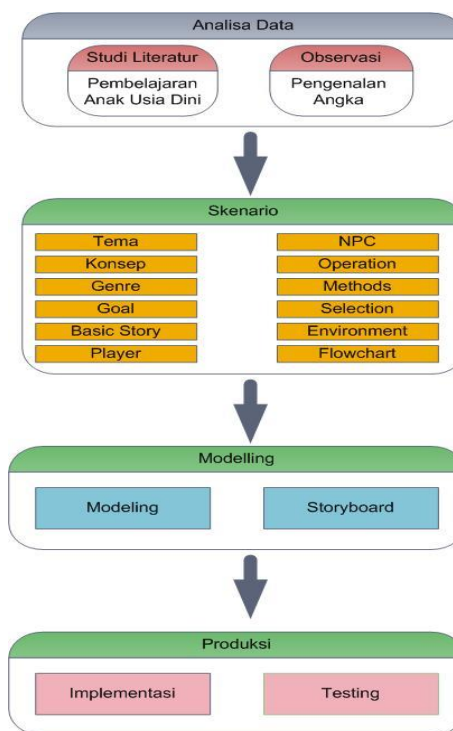 Analisa Data
Studi Literatur
Pembelajaran
Anak Usia Dini
Observasi
Pengenalan
Angka
Skenario
Tema
Konsep
Genre
Goal
Basic Story
Player
NPC
Operation
Methods
Selection
Environment
Flowchart
Modelling
Modeling
Storyboard
Produksi
Implementasi
Testing